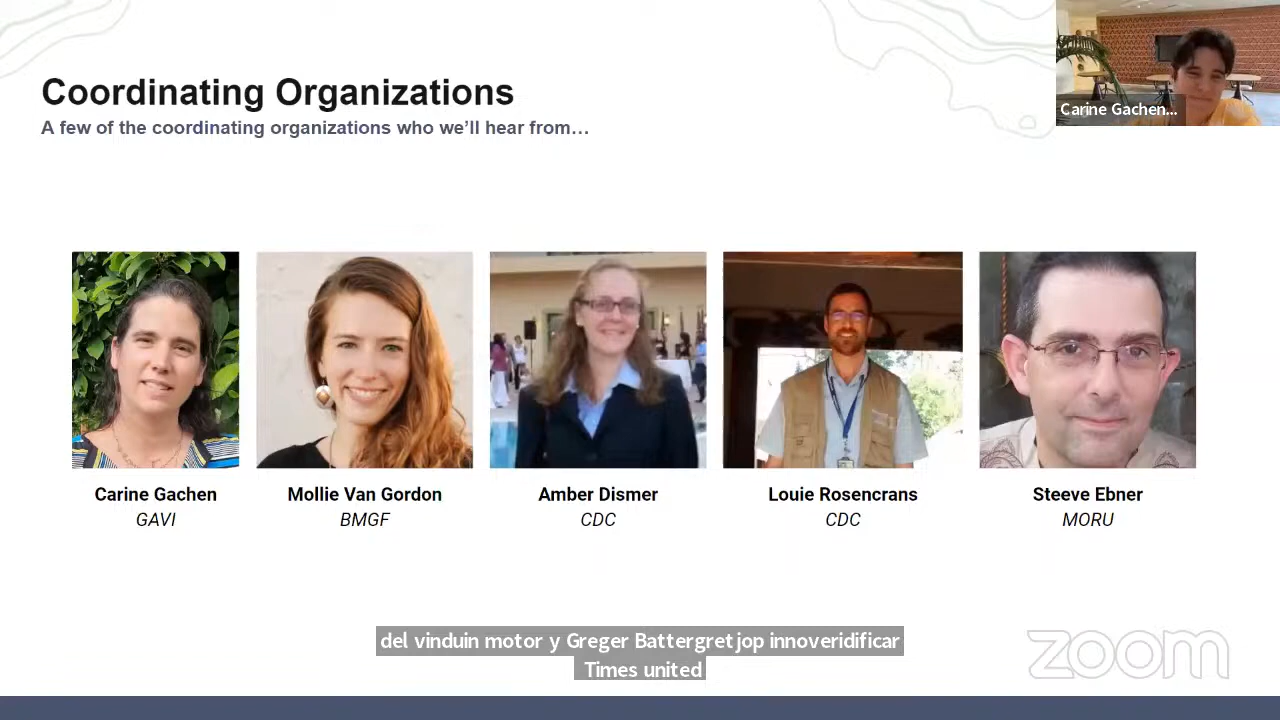 Coordinating Organizations
A few of the coordinating organizations who we'll hear from…
Carine Gachen...
Carine Gachen
GAVI
Mollie Van Gordon
BMGF
Amber Dismer
CDC
Louie Rosencrans
CDC
Steeve Ebner
MORU
del vinduin motor y Greger Battergret jop innoveridificar
Times united
zoom